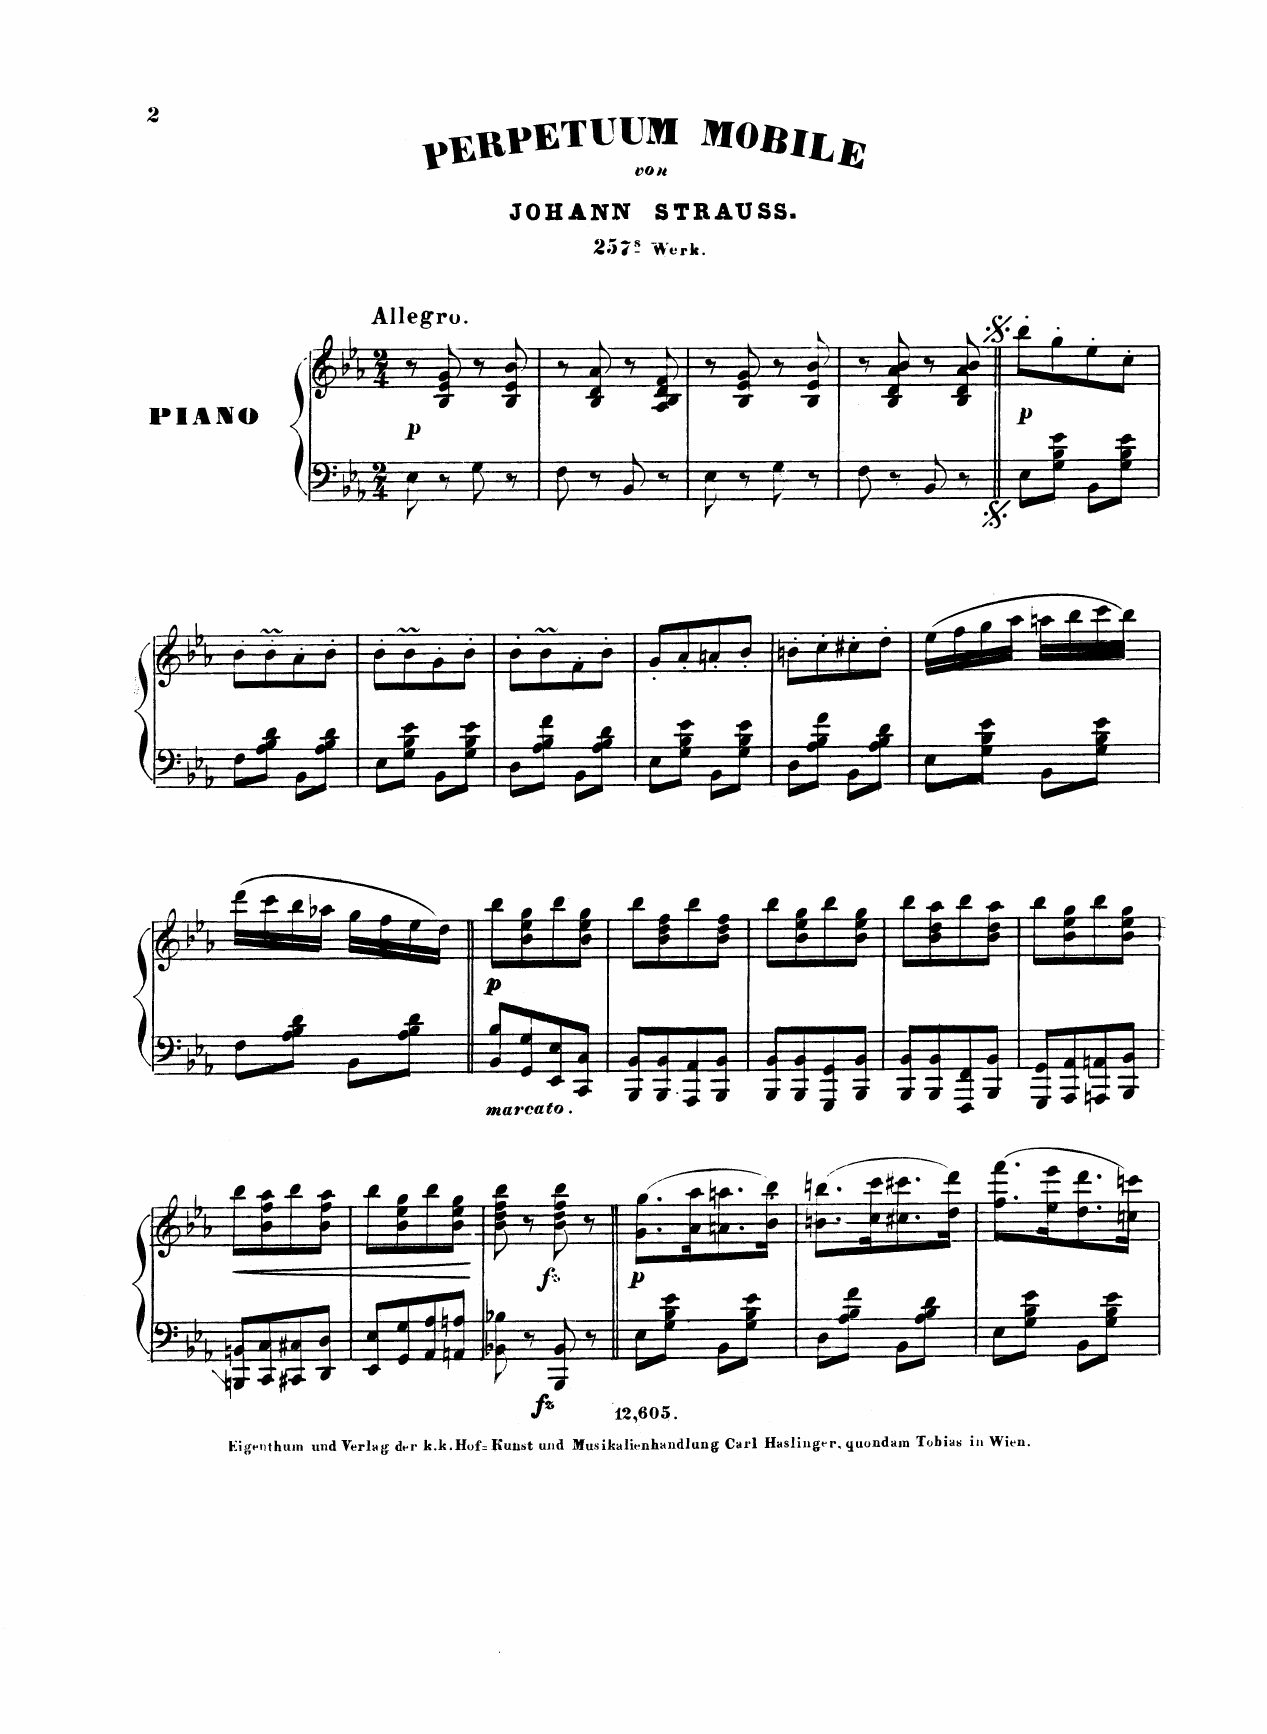 2
PERPETUUM MOBILE
von
JOHANN STRAUSS.
257s Werk.
Allegro.
PIANO
p
p
p
marcato.
fz
p
fz
12,605.
Eigenthum und Verlag der k.k. Hof=Kunst und Musikalienhandlung Carl Haslinger, quondam Tobias in Wien.